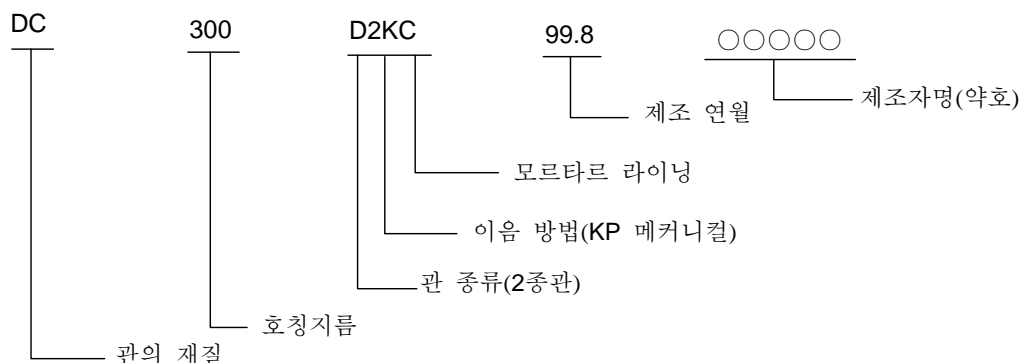 DC 300 D2KC 99.8 ○○○○○
제조자명(약호)
제조 연월
모르타르 라이닝
이음 방법(KP 메커니컬)
관 종류(2종관)
호칭지름
관의 재질